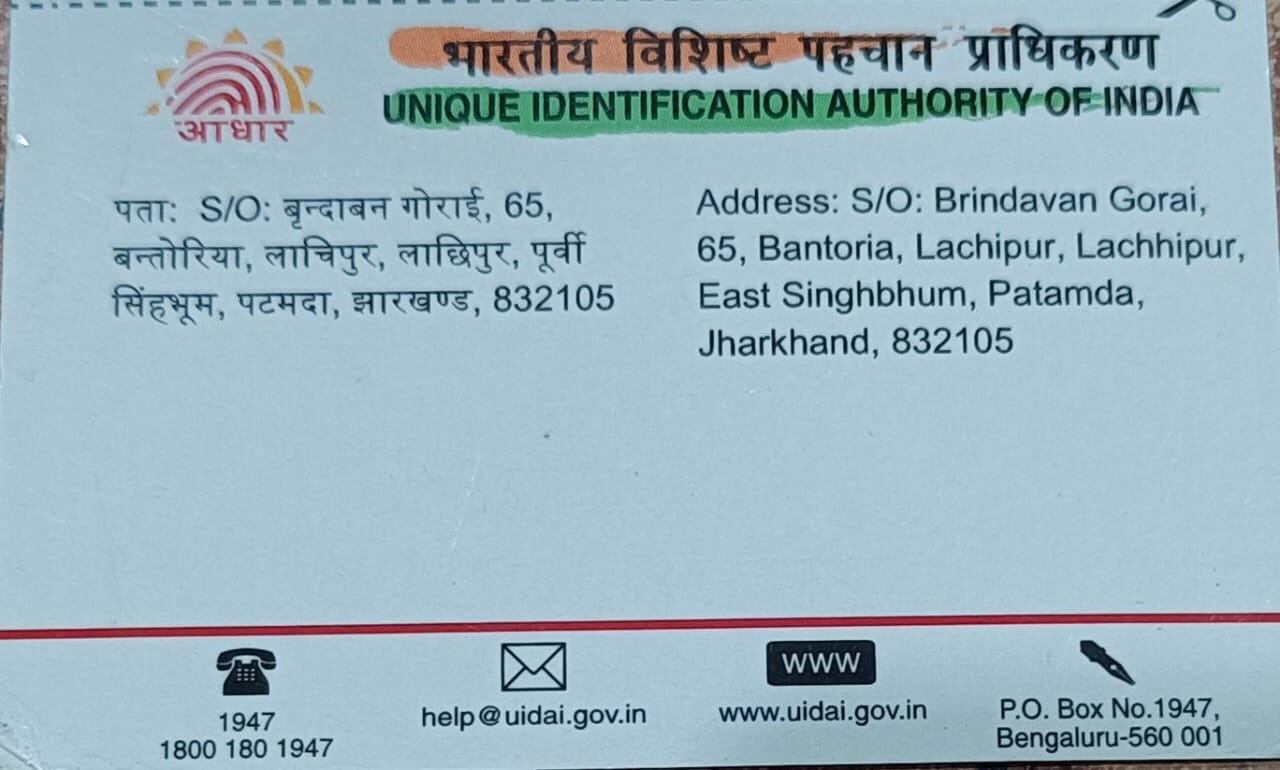 भारतीय विशिष्ट पहचान प्राधिकरण
UNIQUE IDENTIFICATION AUTHORITY OF INDIA
आधार
पता: S/O: बृन्दाबन गोराई, 65,
बन्तोरिया, लाचिपुर, लाछिपुर, पूर्वी
सिंहभूम, पटमदा, झारखण्ड, 832105
Address: S/O: Brindavan Gorai,
65, Bantoria, Lachipur, Lachhipur,
East Singhbhum, Patamda,
Jharkhand, 832105
1947
1800 180 1947
help@uidai.gov.in
WWW
www.uidai.gov.in
P.O. Box No.1947,
Bengaluru-560 001